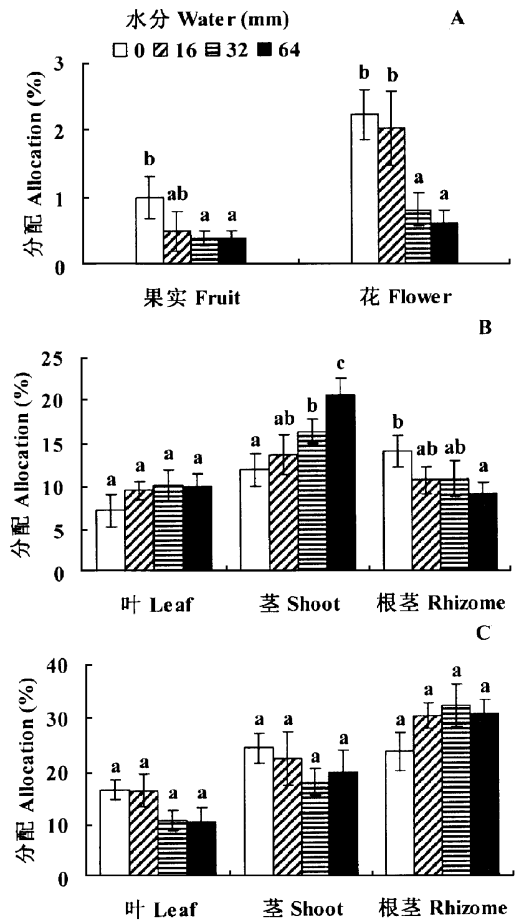 水分 Water (mm)
A
0 16 32 64
分配 Allocation (%)
3
2
1
0
b
ab
a
a
b
b
a
a
果实 Fruit
花 Flower
B
分配 Allocation (%)
25
20
15
10
5
0
a
a
a
a
a
ab
b
c
b
ab
ab
a
叶 Leaf
茎 Shoot
根茎 Rhizome
C
分配 Allocation (%)
40
30
20
10
0
a
a
a
a
a
a
a
a
a
a
a
a
叶 Leaf
茎 Shoot
根茎 Rhizome